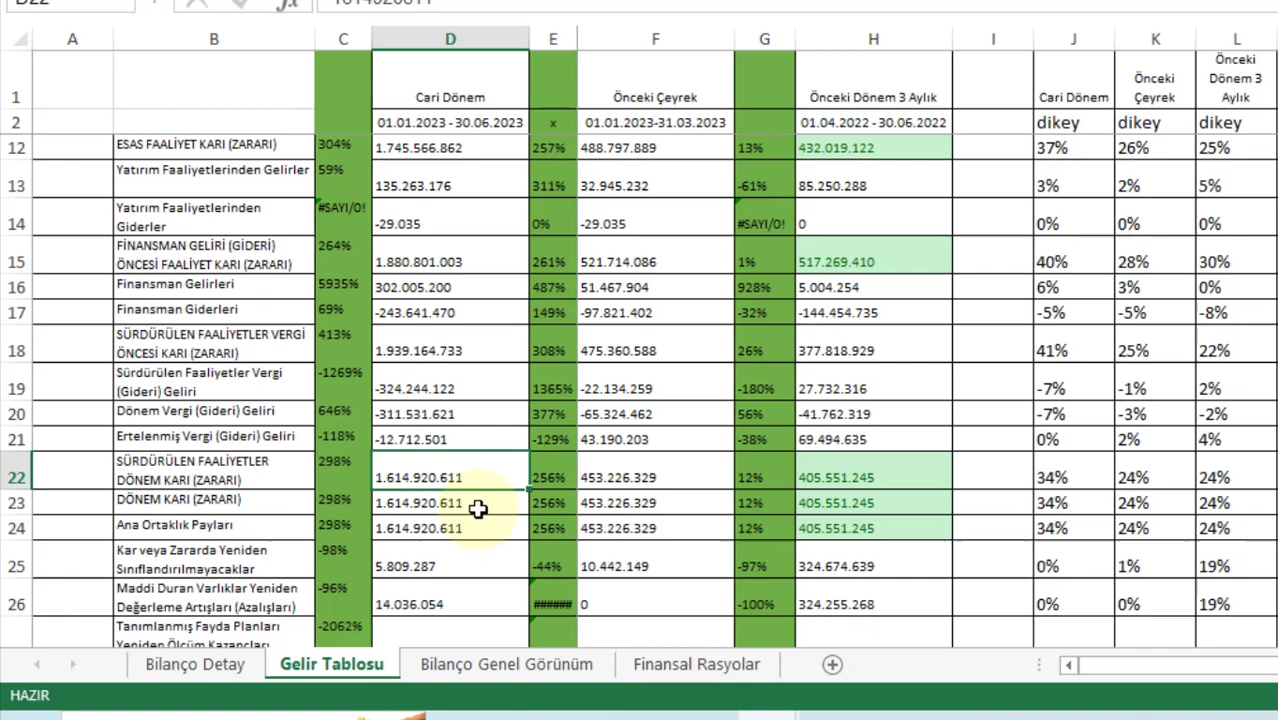 A B C D E F G H I J K L
1 Cari Dönem Önceki Çeyrek Önceki Dönem 3 Aylık Cari Dönem Önceki Çeyrek Önceki Dönem 3 Aylık
2 01.01.2023 - 30.06.2023 x 01.01.2023-31.03.2023 01.04.2022 - 30.06.2022 dikey dikey dikey
12 ESAS FAALİYET KARI (ZARARI) 304% 1.745.566.862 257% 488.797.889 13% 432.019.122 37% 26% 25%
13 Yatırım Faaliyetlerinden Gelirler 59% 135.263.176 311% 32.945.232 -61% 85.250.288 3% 2% 5%
14 Yatırım Faaliyetlerinden Giderler #SAYI/0! -29.035 0% -29.035 #SAYI/0! 0 0% 0% 0%
15 FİNANSMAN GELİRİ (GİDERİ) ÖNCESİ FAALİYET KARI (ZARARI) 264% 1.880.801.003 261% 521.714.086 1% 517.269.410 40% 28% 30%
16 Finansman Gelirleri 5935% 302.005.200 487% 51.467.904 928% 5.004.254 6% 3% 0%
17 Finansman Giderleri 69% -243.641.470 149% -97.821.402 -32% -144.454.735 -5% -5% -8%
18 SÜRDÜRÜLEN FAALİYETLER VERGİ ÖNCESİ KARI (ZARARI) 413% 1.939.164.733 308% 475.360.588 26% 377.818.929 41% 25% 22%
19 Sürdürülen Faaliyetler Vergi (Gideri) Geliri -1269% -324.244.122 1365% -22.134.259 -180% 27.732.316 -7% -1% 2%
20 Dönem Vergi (Gideri) Geliri 646% -311.531.621 377% -65.324.462 56% -41.762.319 -7% -3% -2%
21 Ertelenmiş Vergi (Gideri) Geliri -118% -12.712.501 -129% 43.190.203 -38% 69.494.635 0% 2% 4%
22 SÜRDÜRÜLEN FAALİYETLER DÖNEM KARI (ZARARI) 298% 1.614.920.611 256% 453.226.329 12% 405.551.245 34% 24% 24%
23 DÖNEM KARI (ZARARI) 298% 1.614.920.611 256% 453.226.329 12% 405.551.245 34% 24% 24%
24 Ana Ortaklık Payları 298% 1.614.920.611 256% 453.226.329 12% 405.551.245 34% 24% 24%
25 Kar veya Zararda Yeniden Sınıflandırılmayacaklar -98% 5.809.287 -44% 10.442.149 -97% 324.674.639 0% 1% 19%
26 Maddi Duran Varlıklar Yeniden Değerleme Artışları (Azalışları) -96% 14.036.054 ###### 0 -100% 324.255.268 0% 0% 19%
Tanımlanmış Fayda Planları -2062%
Yeniden Ölçüm Kazançları
Bilanço Detay Gelir Tablosu Bilanço Genel Görünüm Finansal Rasyolar
HAZIR